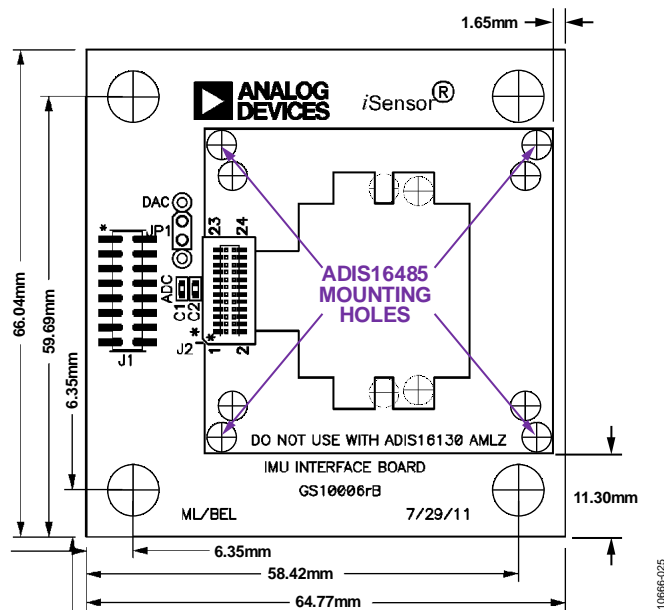 1.65mm
ANALOG
DEVICES
iSensor®
DAC
JP1
23
24
*
ADC
C1
C2
ADIS16485
MOUNTING
HOLES
66.04mm
59.69mm
6.35mm
J1
*
*
J2
1
2
DO NOT USE WITH ADIS16130 AMLZ
IMU INTERFACE BOARD
GS10006rB
ML/BEL
7/29/11
11.30mm
6.35mm
58.42mm
64.77mm
10666-025